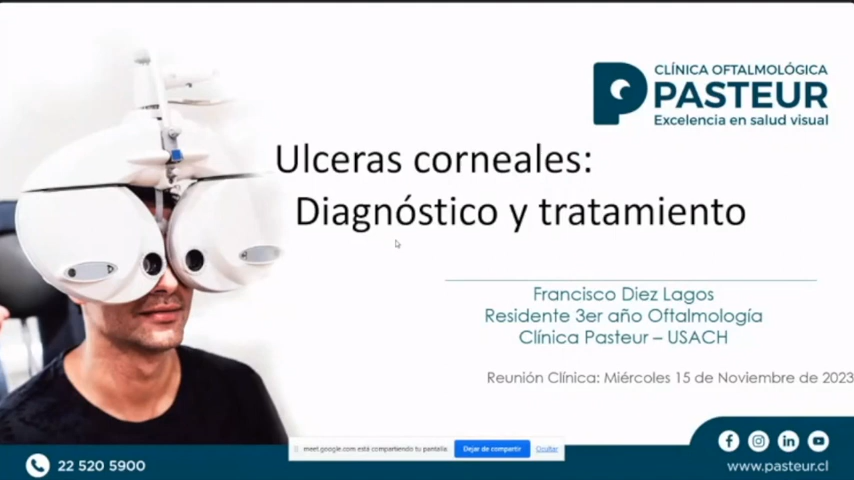 CLÍNICA OFTALMOLÓGICA
PASTEUR
Excelencia en salud visual
Ulceras corneales:
Diagnóstico y tratamiento
Francisco Diez Lagos
Residente 3er año Oftalmología
Clínica Pasteur – USACH
Reunión Clínica: Miércoles 15 de Noviembre de 2023
meet.google.com está compartiendo tu pantalla.
Dejar de compartir
Ocultar
22 520 5900
www.pasteur.cl